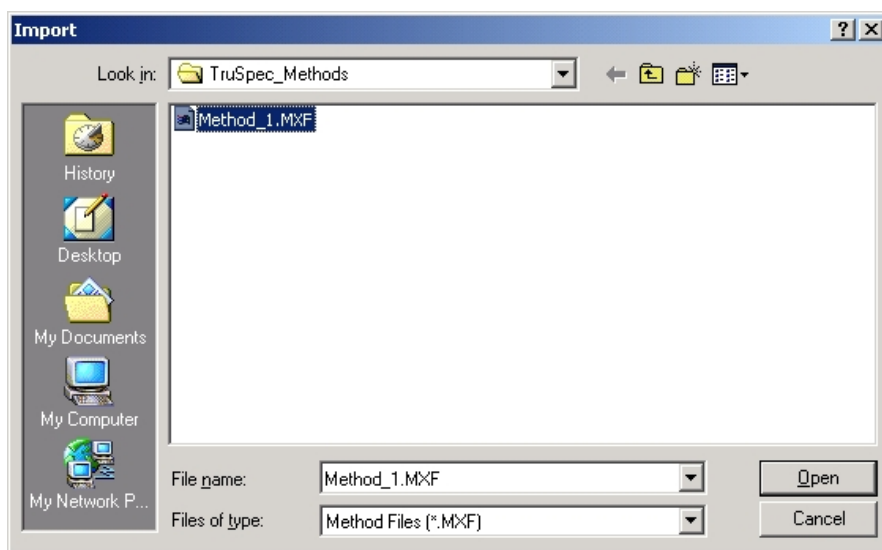 Import
Look in: TruSpec_Methods
Method_1.MXF
History
Desktop
My Documents
My Computer
My Network P...
File name: Method_1.MXF Open
Files of type: Method Files (*.MXF) Cancel